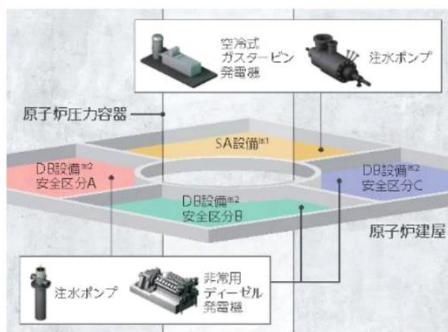 空冷式
ガスタービン
発電機
注水ポンプ
原子炉圧力容器
SA設備※1
DB設備※2
安全区分A
DB設備※2
安全区分C
DB設備※2
安全区分B
原子炉建屋
注水ポンプ
非常用
ディーゼル
発電機